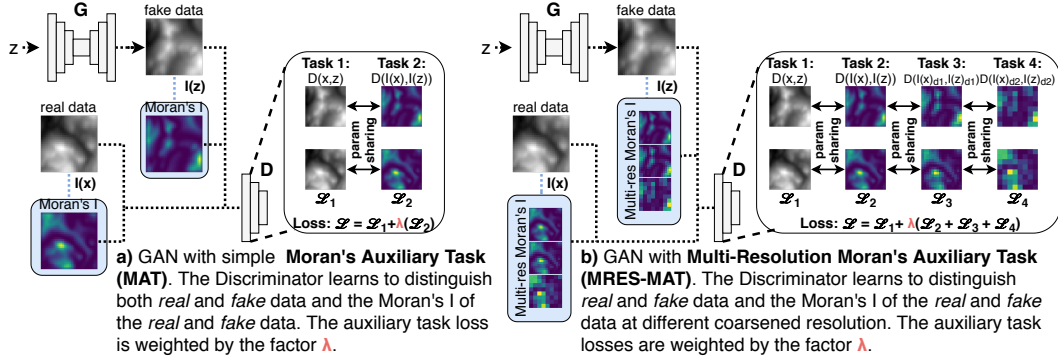 G
fake data
z
I(z)
Moran's I
real data
I(x)
Moran's I
D
Task 1:
D(x,z)
Task 2:
D(I(x),I(z))
param
sharing
ℒ1
ℒ2
Loss: ℒ = ℒ1+λ(ℒ2)
a) GAN with simple Moran's Auxiliary Task
(MAT). The Discriminator learns to distinguish
both real and fake data and the Moran's I of
the real and fake data. The auxiliary task loss
is weighted by the factor λ.
G
fake data
z
I(z)
Multi-res Moran's I
real data
I(x)
Multi-res Moran's I
D
Task 1:
D(x,z)
Task 2:
D(I(x),I(z))
Task 3:
D(I(x)d1,I(z)d1)
Task 4:
D(I(x)d2,I(z)d2)
param
sharing
param
sharing
param
sharing
ℒ1
ℒ2
ℒ3
ℒ4
Loss: ℒ = ℒ1 + λ(ℒ2 + ℒ3 + ℒ4)
b) GAN with Multi-Resolution Moran's Auxiliary Task
(MRES-MAT). The Discriminator learns to distinguish
real and fake data and the Moran's I of the real and fake
data at different coarsened resolution. The auxiliary task
losses are weighted by the factor λ.